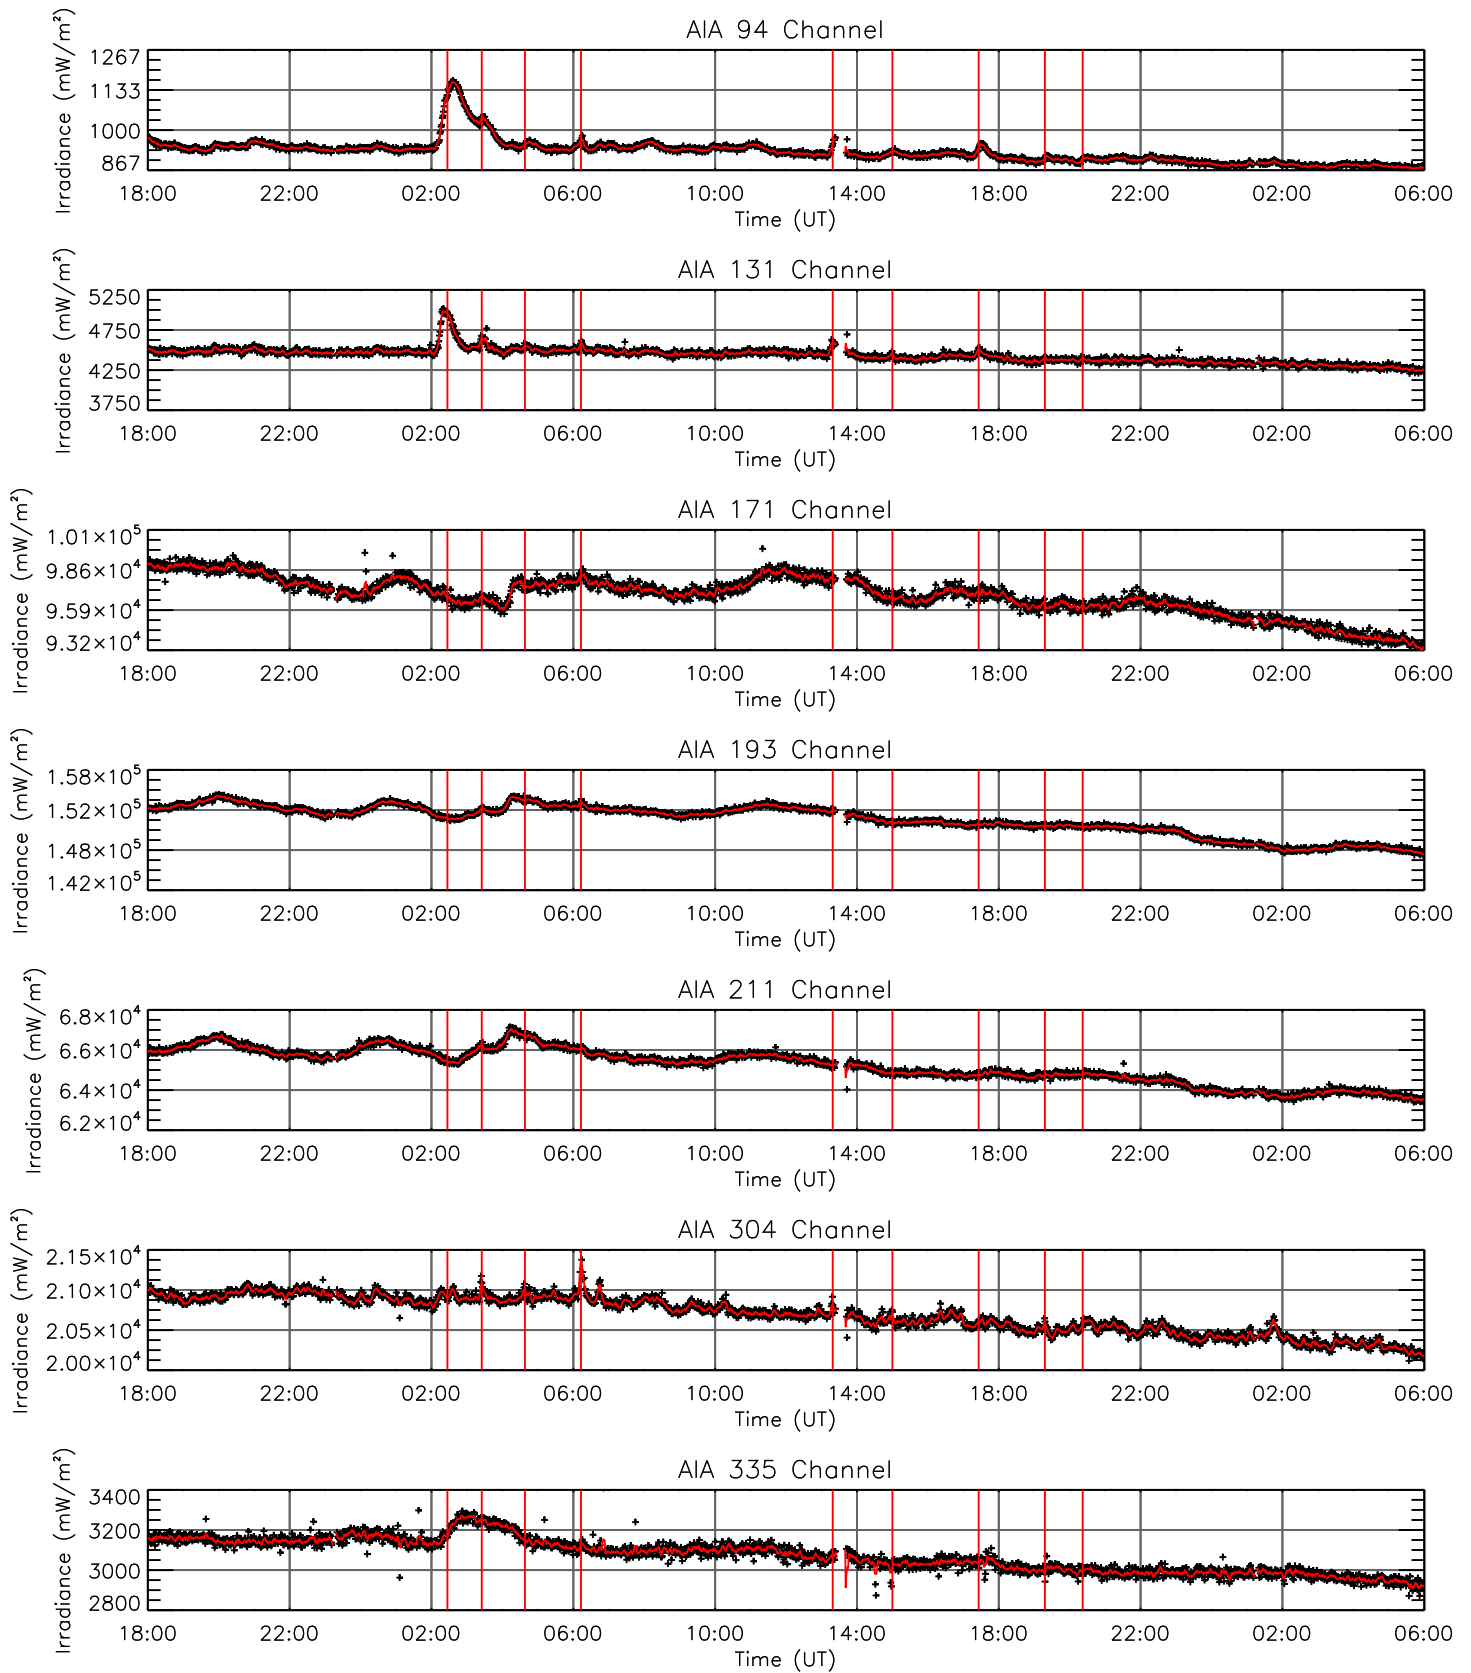 AIA 94 Channel
Irradiance (mW/m²)
1267
1133
1000
867
18:00 22:00 02:00 06:00 10:00 14:00 18:00 22:00 02:00 06:00
Time (UT)
AIA 131 Channel
Irradiance (mW/m²)
5250
4750
4250
3750
18:00 22:00 02:00 06:00 10:00 14:00 18:00 22:00 02:00 06:00
Time (UT)
AIA 171 Channel
Irradiance (mW/m²)
1.01×10⁵
9.86×10⁴
9.59×10⁴
9.32×10⁴
18:00 22:00 02:00 06:00 10:00 14:00 18:00 22:00 02:00 06:00
Time (UT)
AIA 193 Channel
Irradiance (mW/m²)
1.58×10⁵
1.52×10⁵
1.48×10⁵
1.42×10⁵
18:00 22:00 02:00 06:00 10:00 14:00 18:00 22:00 02:00 06:00
Time (UT)
AIA 211 Channel
Irradiance (mW/m²)
6.8×10⁴
6.6×10⁴
6.4×10⁴
6.2×10⁴
18:00 22:00 02:00 06:00 10:00 14:00 18:00 22:00 02:00 06:00
Time (UT)
AIA 304 Channel
Irradiance (mW/m²)
2.15×10⁴
2.10×10⁴
2.05×10⁴
2.00×10⁴
18:00 22:00 02:00 06:00 10:00 14:00 18:00 22:00 02:00 06:00
Time (UT)
AIA 335 Channel
Irradiance (mW/m²)
3400
3200
3000
2800
18:00 22:00 02:00 06:00 10:00 14:00 18:00 22:00 02:00 06:00
Time (UT)